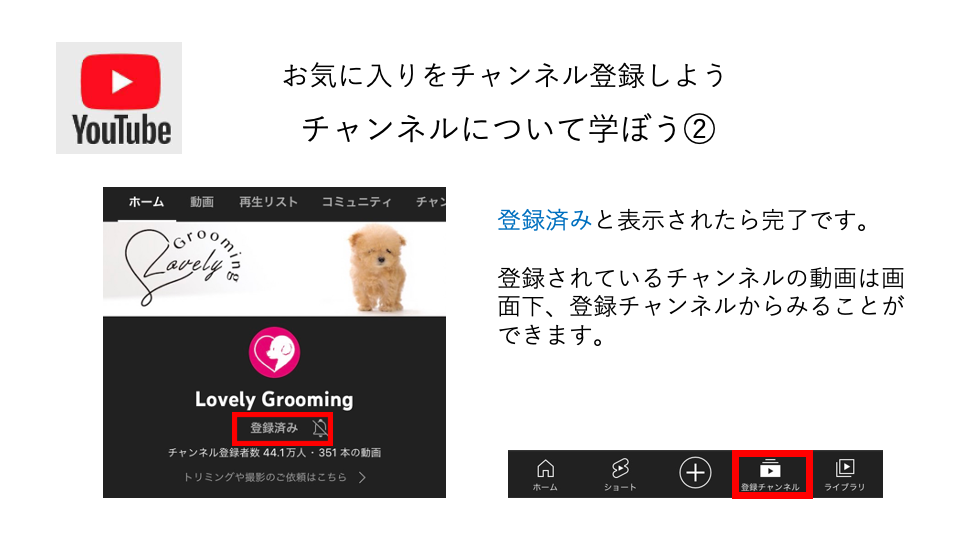 YouTube
お気に入りをチャンネル登録しよう
チャンネルについて学ぼう②
ホーム 動画 再生リスト コミュニティ チャン
Grooming
Lovely
Lovely Grooming
登録済み
チャンネル登録者数 44.1万人・351 本の動画
トリミングや撮影のご依頼はこちら
登録済みと表示されたら完了です。
登録されているチャンネルの動画は画
面下、登録チャンネルからみることが
できます。
ホーム ショート 登録チャンネル ライブラリ